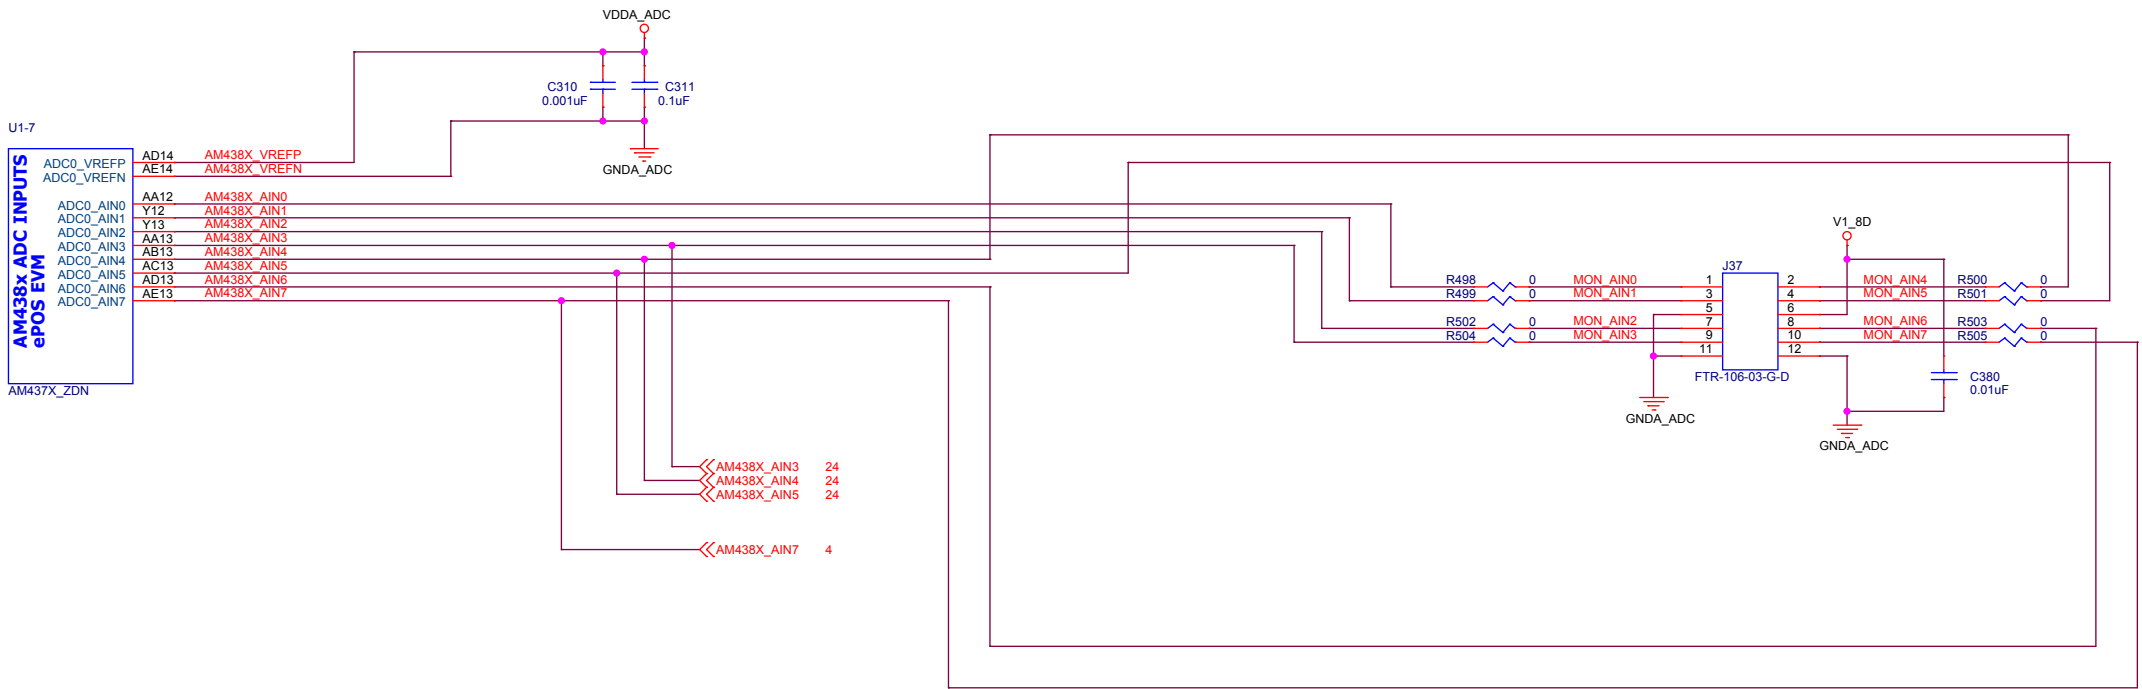 VDDA_ADC
C310
0.001uF
C311
0.1uF
GNDA_ADC
U1-7
AM438x ADC INPUTS
ePOS EVM
ADC0_VREFP AD14 AM438X_VREFP
ADC0_VREFN AE14 AM438X_VREFN
ADC0_AIN0 AA12 AM438X_AIN0
ADC0_AIN1 Y12 AM438X_AIN1
ADC0_AIN2 Y13 AM438X_AIN2
ADC0_AIN3 AA13 AM438X_AIN3
ADC0_AIN4 AB13 AM438X_AIN4
ADC0_AIN5 AC13 AM438X_AIN5
ADC0_AIN6 AD13 AM438X_AIN6
ADC0_AIN7 AE13 AM438X_AIN7
AM437X_ZDN
AM438X_AIN3 24
AM438X_AIN4 24
AM438X_AIN5 24
AM438X_AIN7 4
V1_8D
J37
R498 0 MON_AIN0 1 2 MON_AIN4 R500 0
R499 0 MON_AIN1 3 4 MON_AIN5 R501 0
5 6
R502 0 MON_AIN2 7 8 MON_AIN6 R503 0
R504 0 MON_AIN3 9 10 MON_AIN7 R505 0
11 12
FTR-106-03-G-D
C380
0.01uF
GNDA_ADC
GNDA_ADC